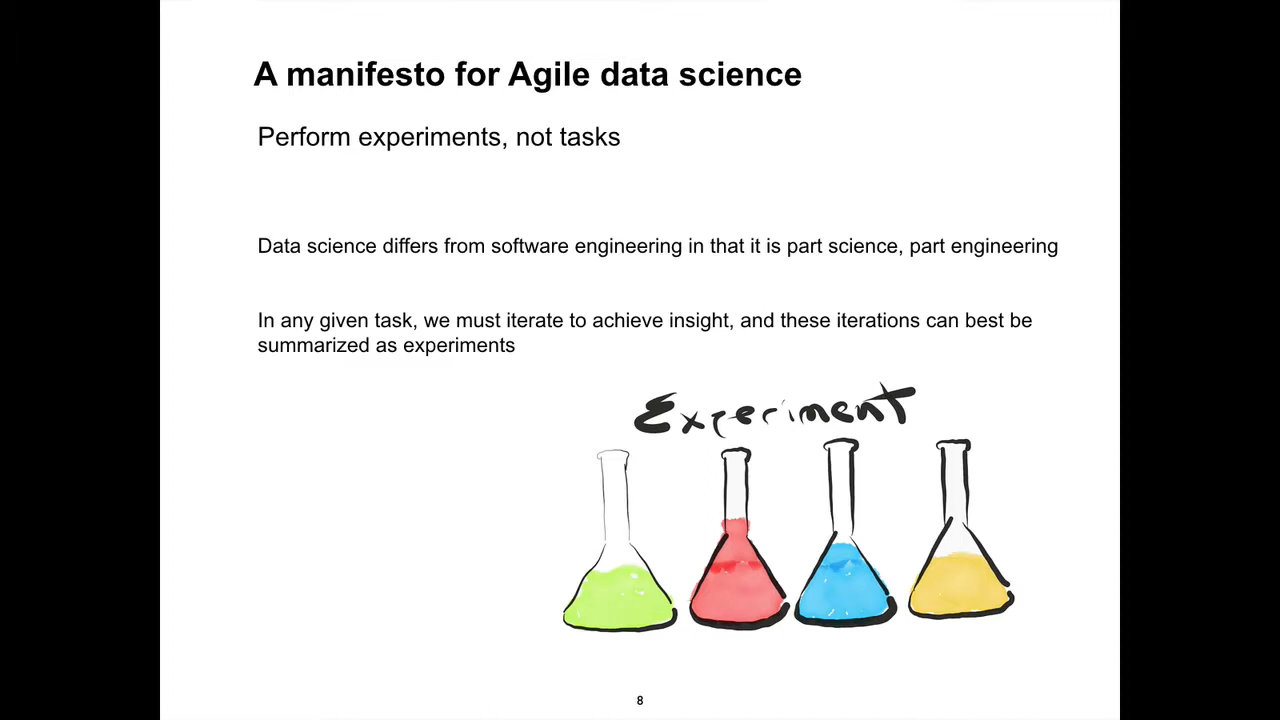 A manifesto for Agile data science
Perform experiments, not tasks
Data science differs from software engineering in that it is part science, part engineering
In any given task, we must iterate to achieve insight, and these iterations can best be
summarized as experiments
Experiment
8